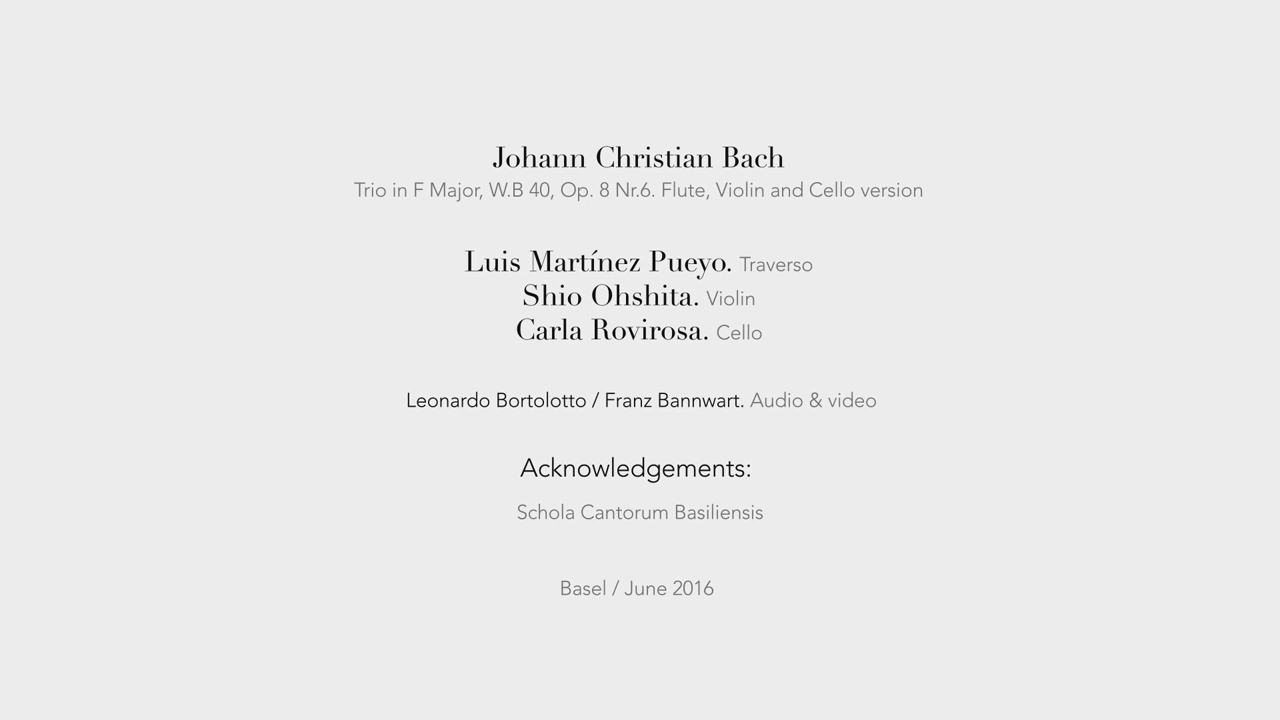 Johann Christian Bach
Trio in F Major, W.B 40, Op. 8 Nr.6. Flute, Violin and Cello version
Luis Martínez Pueyo. Traverso
Shio Ohshita. Violin
Carla Rovirosa. Cello
Leonardo Bortolotto / Franz Bannwart. Audio & video
Acknowledgements:
Schola Cantorum Basiliensis
Basel / June 2016